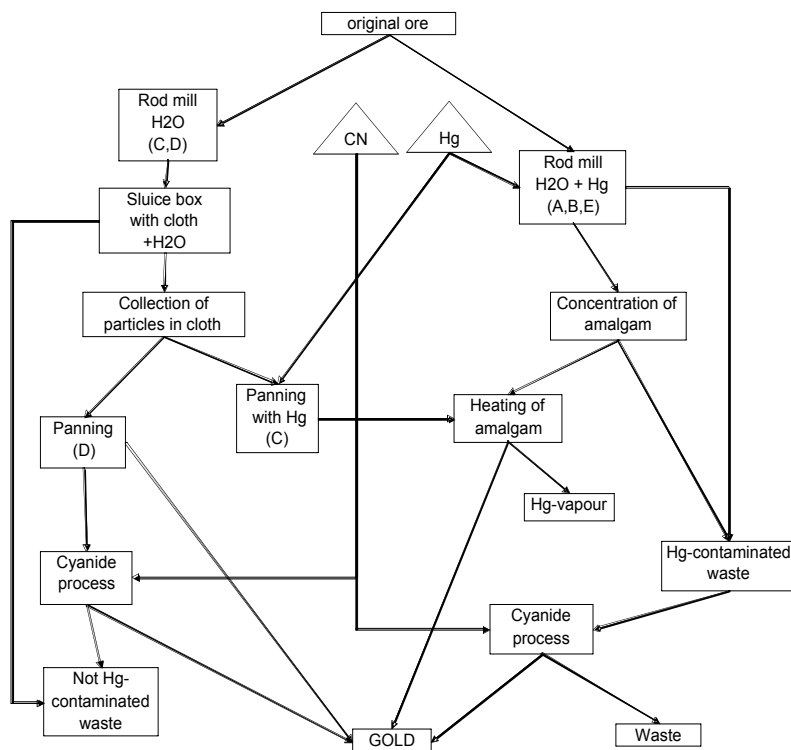 original ore
Rod mill
H2O
(C,D)
CN
Hg
Rod mill
H2O + Hg
(A,B,E)
Sluice box
with cloth
+H2O
Collection of
particles in cloth
Concentration of
amalgam
Panning
with Hg
(C)
Heating of
amalgam
Panning
(D)
Hg-vapour
Hg-contaminated
waste
Cyanide
process
Cyanide
process
Not Hg-
contaminated
waste
GOLD
Waste